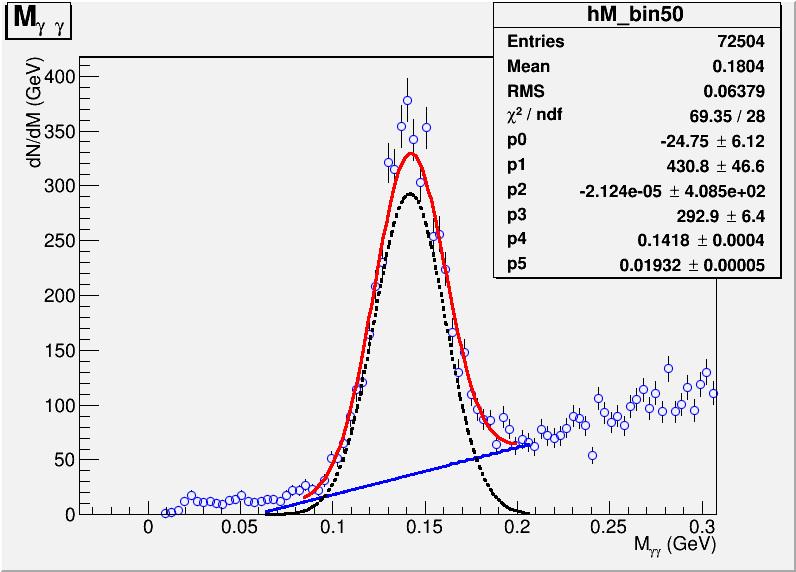 Mγ γ
hM_bin50
Entries 72504
Mean 0.1804
RMS 0.06379
χ² / ndf 69.35 / 28
p0 -24.75 ± 6.12
p1 430.8 ± 46.6
p2 -2.124e-05 ± 4.085e+02
p3 292.9 ± 6.4
p4 0.1418 ± 0.0004
p5 0.01932 ± 0.00005
dN/dM (GeV)
400
350
300
250
200
150
100
50
0
0 0.05 0.1 0.15 0.2 0.25 0.3
Mγγ (GeV)